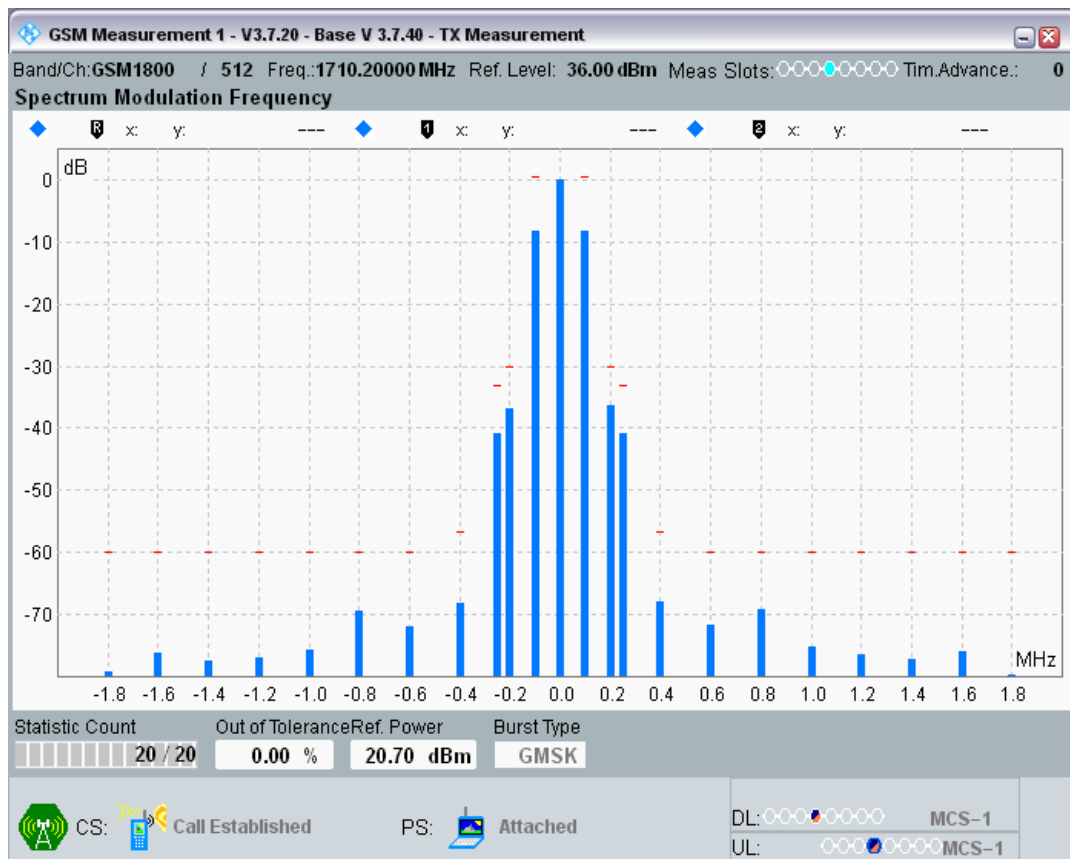 GSM Measurement 1 - V3.7.20 - Base V 3.7.40 - TX Measurement
Band/Ch:GSM1800 / 512 Freq.:1710.20000 MHz Ref. Level: 36.00 dBm Meas Slots: Tim.Advance.: 0
Spectrum Modulation Frequency
R x: y: --- 1 x: y: --- 2 x: y: ---
dB
0
-10
-20
-30
-40
-50
-60
-70
MHz
-1.8 -1.6 -1.4 -1.2 -1.0 -0.8 -0.6 -0.4 -0.2 0.0 0.2 0.4 0.6 0.8 1.0 1.2 1.4 1.6 1.8
Statistic Count Out of Tolerance Ref. Power Burst Type
20 / 20 0.00 % 20.70 dBm GMSK
CS: Call Established PS: Attached
DL: MCS-1
UL: MCS-1